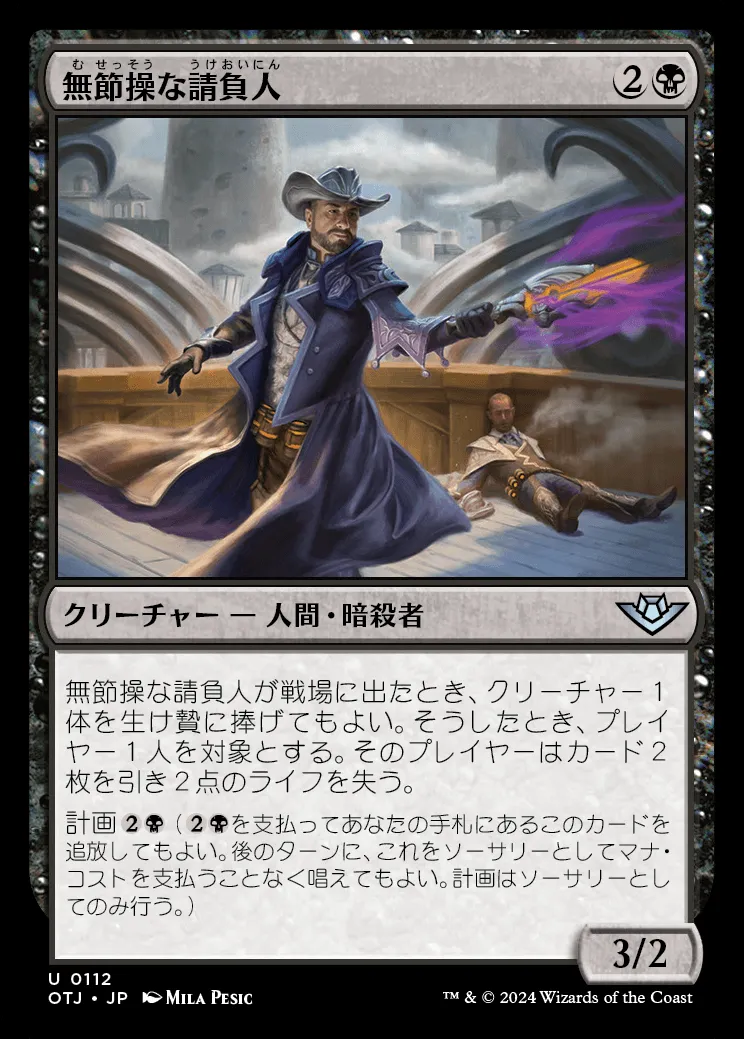 む せっそう うけおいにん
無節操な請負人 2
クリーチャー — 人間・暗殺者
無節操な請負人が戦場に出たとき、クリーチャー1
体を生け贄に捧げてもよい。そうしたとき、プレイ
ヤー1人を対象とする。そのプレイヤーはカード2
枚を引き2点のライフを失う。
計画 2 ( 2 を支払ってあなたの手札にあるこのカードを
追放してもよい。後のターンに、これをソーサリーとしてマナ・
コストを支払うことなく唱えてもよい。計画はソーサリーとし
てのみ行う。)
3/2
U 0112
OTJ • JP Mila Pesic
™ & © 2024 Wizards of the Coast